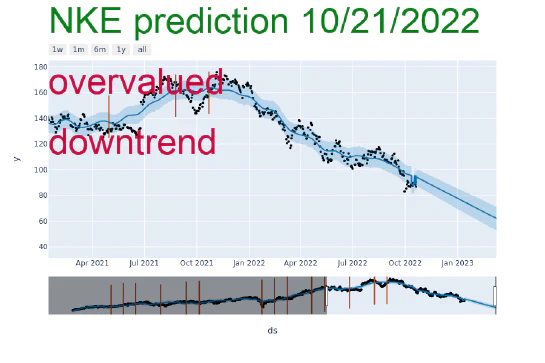 NKE prediction 10/21/2022
1w 1m 6m 1y all
overvalued
downtrend
180
160
140
120
100
80
60
40
y
Apr 2021 Jul 2021 Oct 2021 Jan 2022 Apr 2022 Jul 2022 Oct 2022 Jan 2023
ds